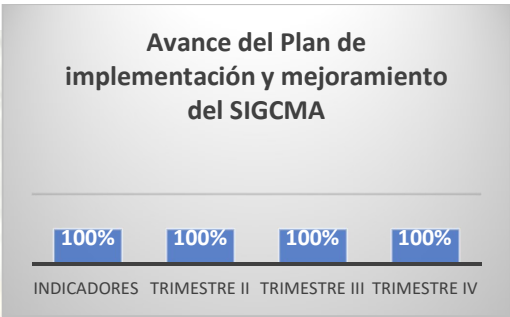 Avance del Plan de
implementación y mejoramiento
del SIGCMA
100% 100% 100% 100%
INDICADORES TRIMESTRE II TRIMESTRE III TRIMESTRE IV